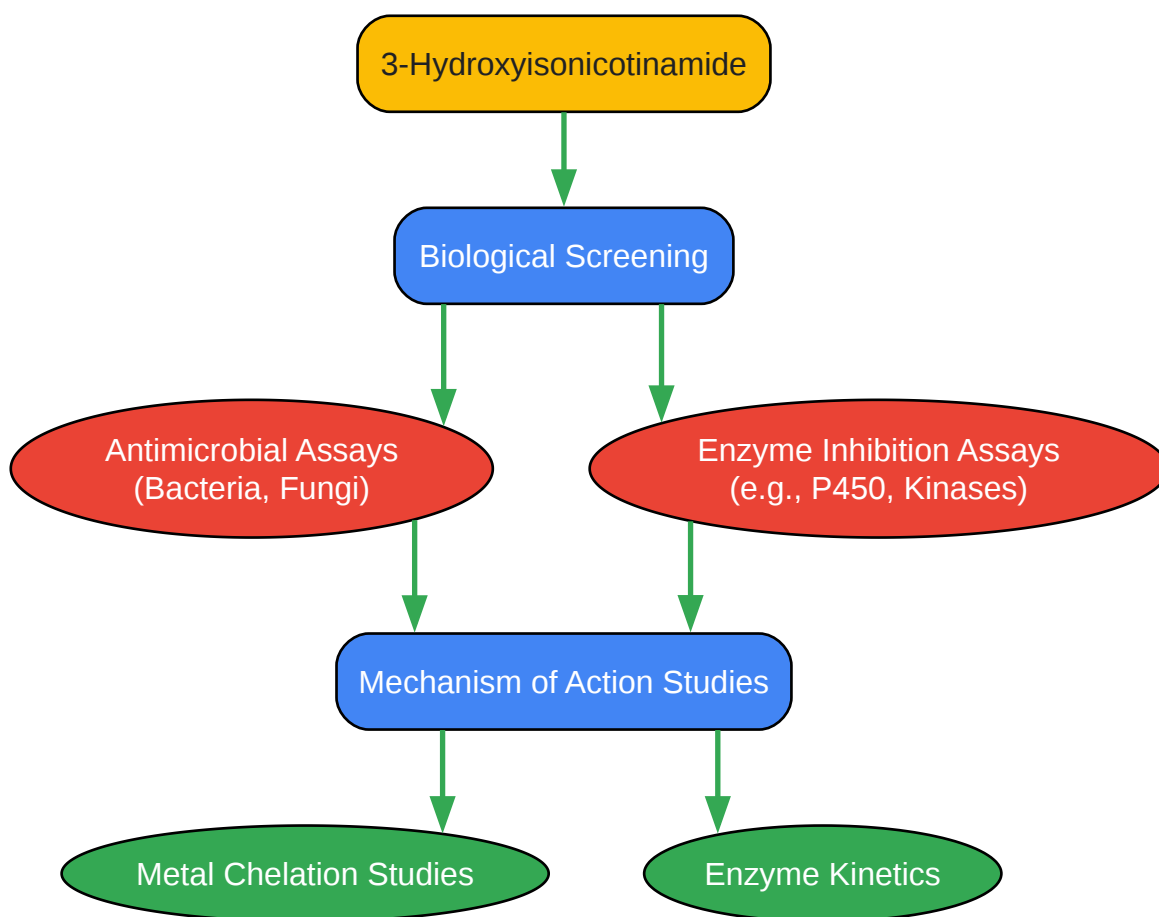 3-Hydroxyisonicotinamide
Biological Screening
Antimicrobial Assays
(Bacteria, Fungi)
Enzyme Inhibition Assays
(e.g., P450, Kinases)
Mechanism of Action Studies
Metal Chelation Studies
Enzyme Kinetics